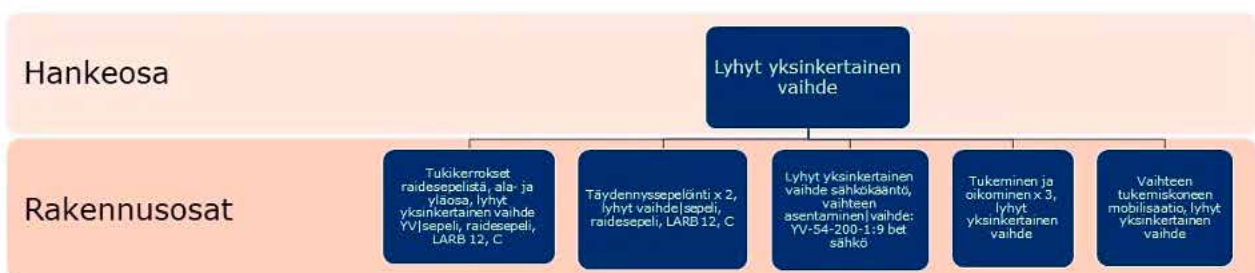 Hankeosa
Lyhyt yksinkertainen
vaihde
Rakennusosat
Tukikerrokset
raidesepelistä, ala- ja
yläosa, lyhyt
yksinkertainen vaihde
YV|sepeli, raidesepeli,
LARB 12, C
Täydennyssepelöinti x 2,
lyhyt vaihde|sepeli,
raidesepeli, LARB 12, C
Lyhyt yksinkertainen
vaihde sähkökääntö,
vaihteen
asentaminen|vaihde:
YV-54-200-1:9 bet
sähkö
Tukeminen ja
oikominen x 3,
lyhyt
yksinkertainen
vaihde
Vaihteen
tukemiskoneen
mobilisaatio, lyhyt
yksinkertainen
vaihde